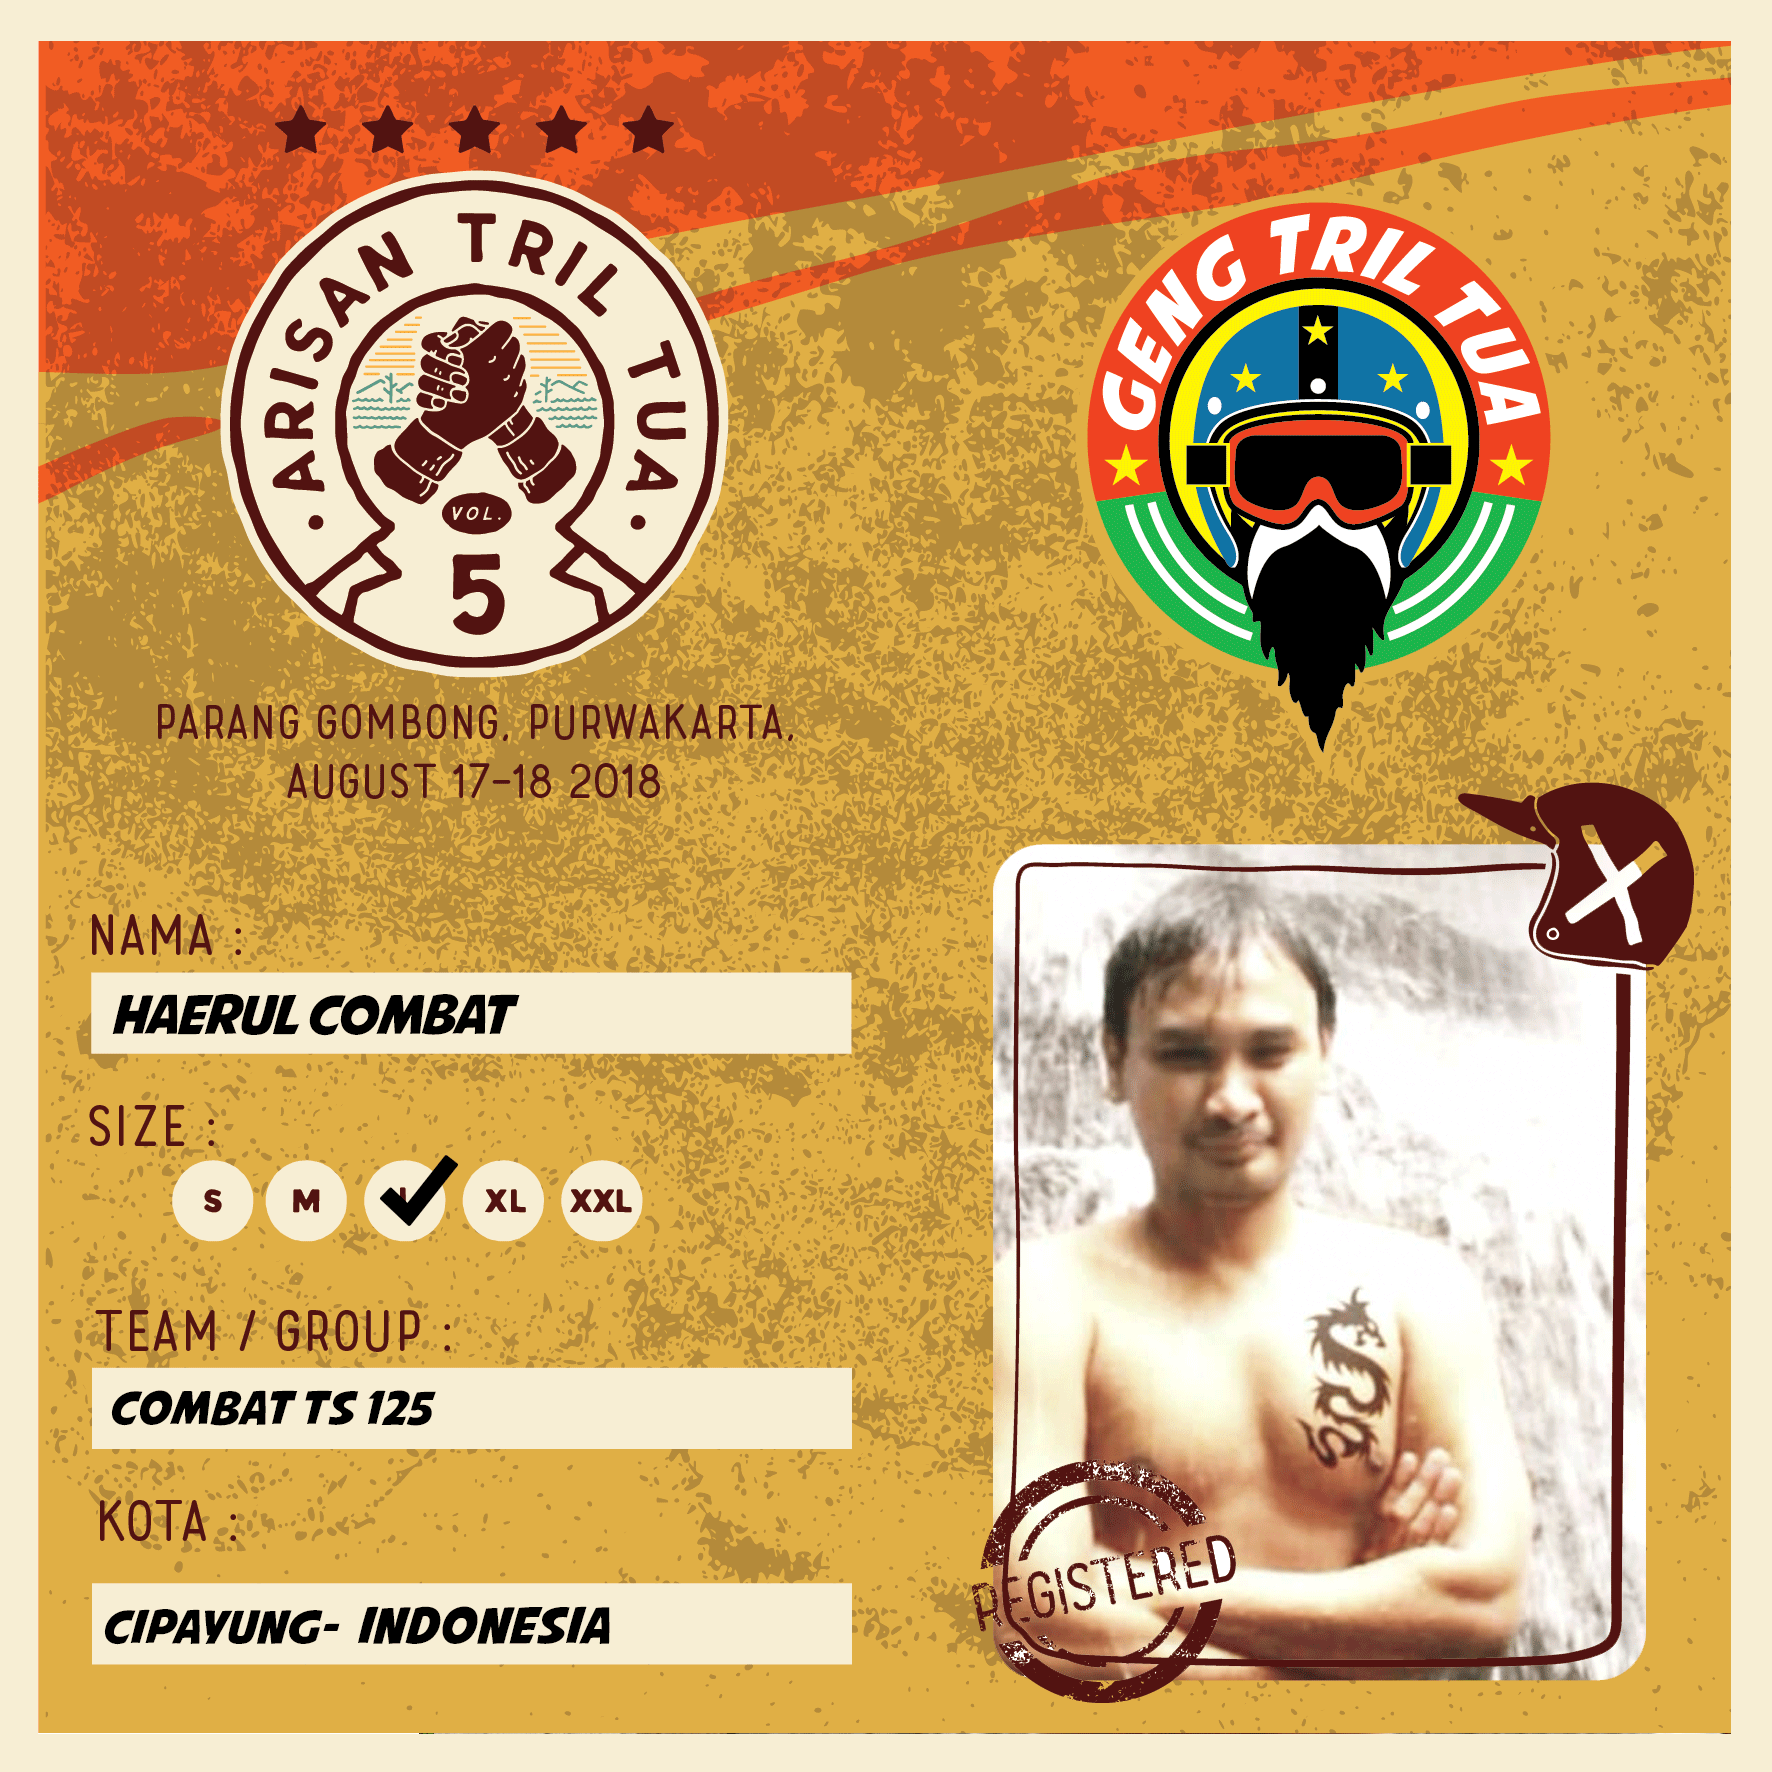 ARISAN TRIL TUA
VOL.
5
GENG TRIL TUA
PARANG GOMBONG, PURWAKARTA,
AUGUST 17-18 2018
NAMA :
HAERUL COMBAT
SIZE :
S M XL XXL
TEAM / GROUP :
COMBAT TS 125
KOTA :
CIPAYUNG- INDONESIA
REGISTERED